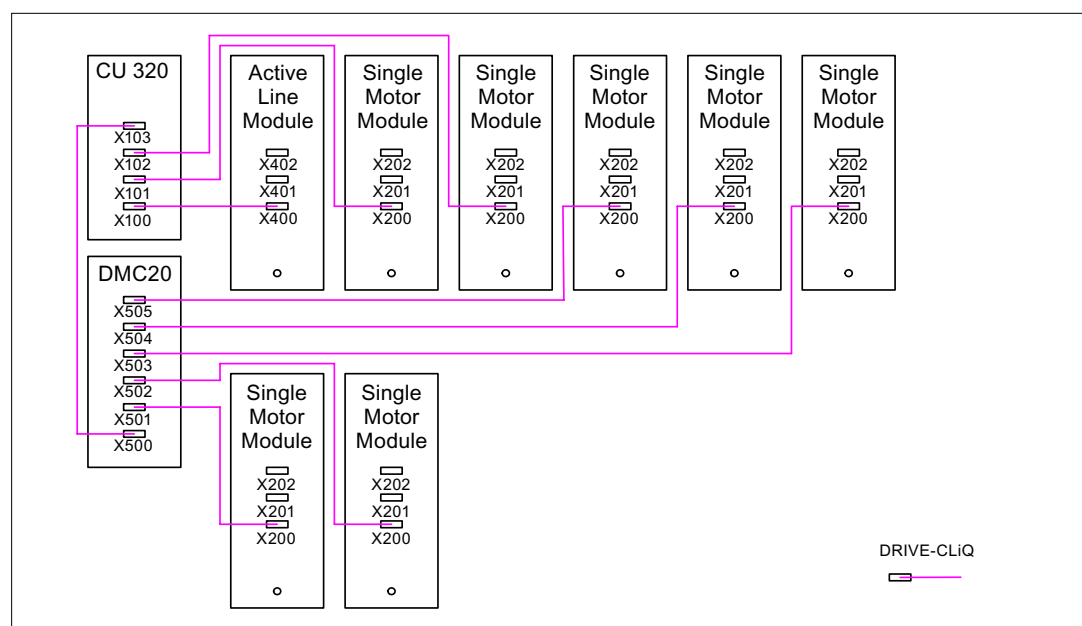 CU 320
X103
X102
X101
X100
Active
Line
Module
X402
X401
X400
Single
Motor
Module
X202
X201
X200
Single
Motor
Module
X202
X201
X200
Single
Motor
Module
X202
X201
X200
Single
Motor
Module
X202
X201
X200
Single
Motor
Module
X202
X201
X200
DMC20
X505
X504
X503
X502
X501
X500
Single
Motor
Module
X202
X201
X200
Single
Motor
Module
X202
X201
X200
DRIVE-CLiQ